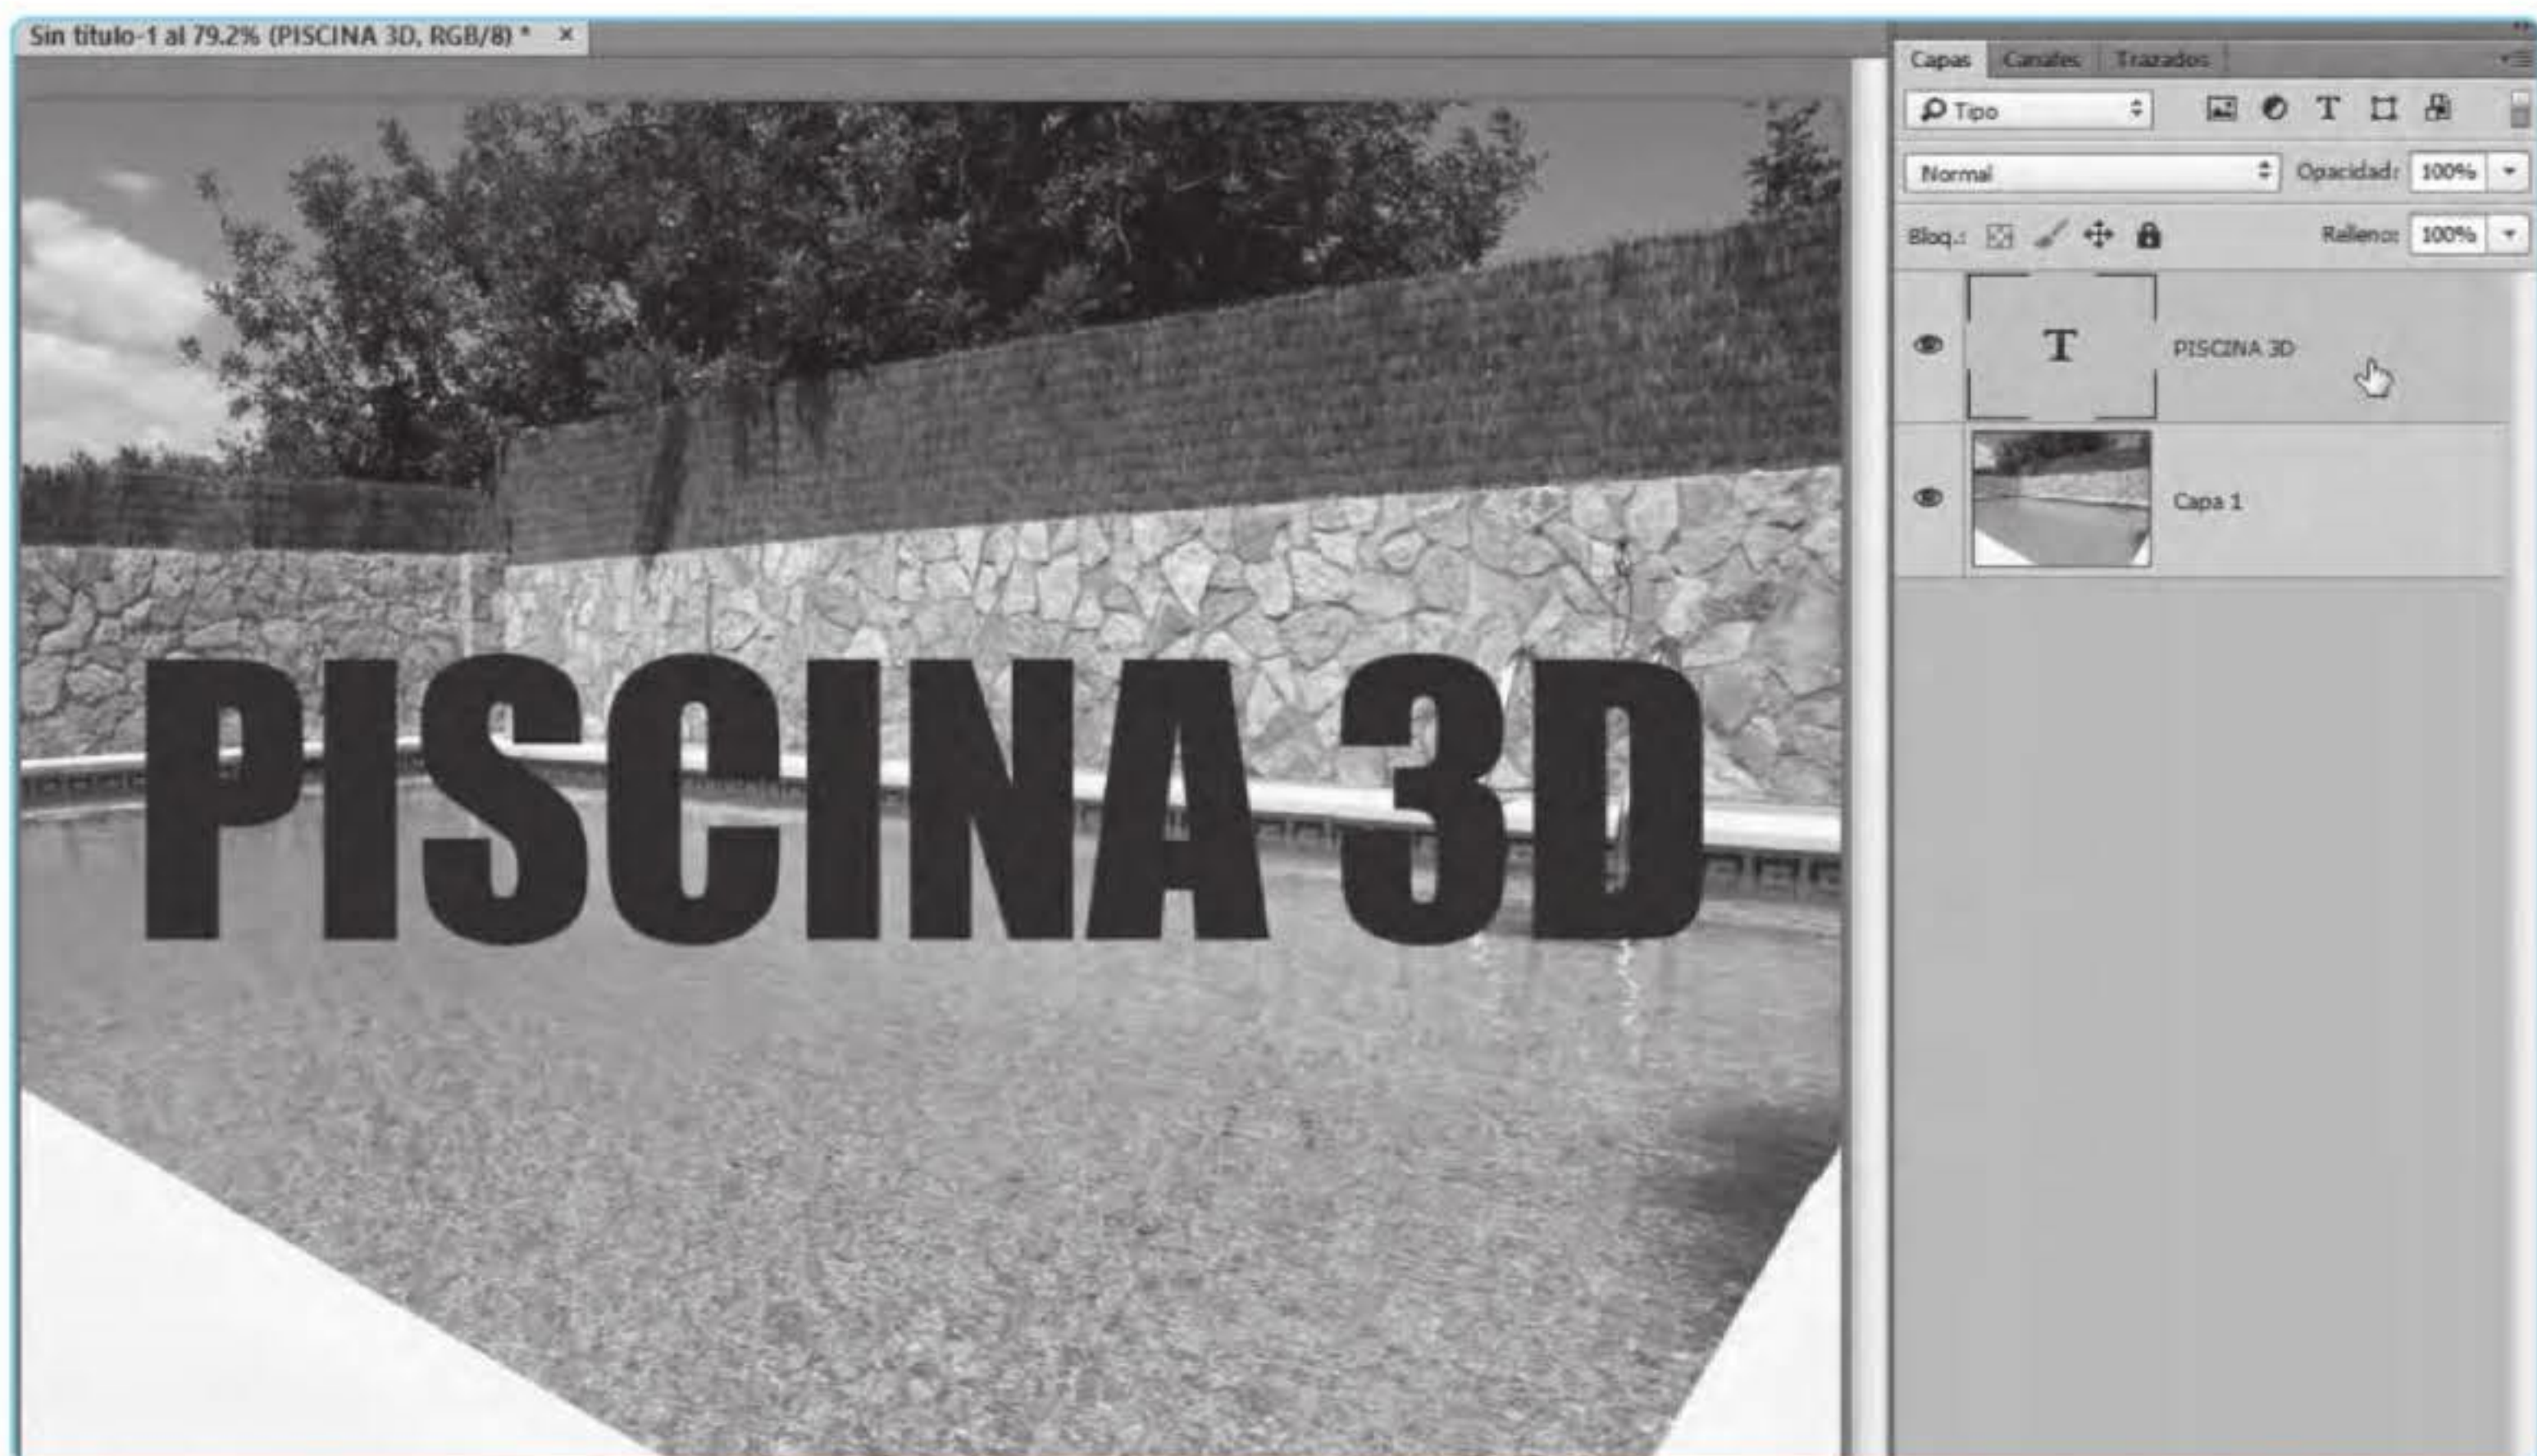 Sin título-1 al 79.2% (PISCINA 3D, RGB/8) * ×
Capas Canales Trazados
Tipo T
Normal Opacidad: 100%
Bloq.: Relleno: 100%
T PISCINA 3D
Capa 1
PISCINA 3D